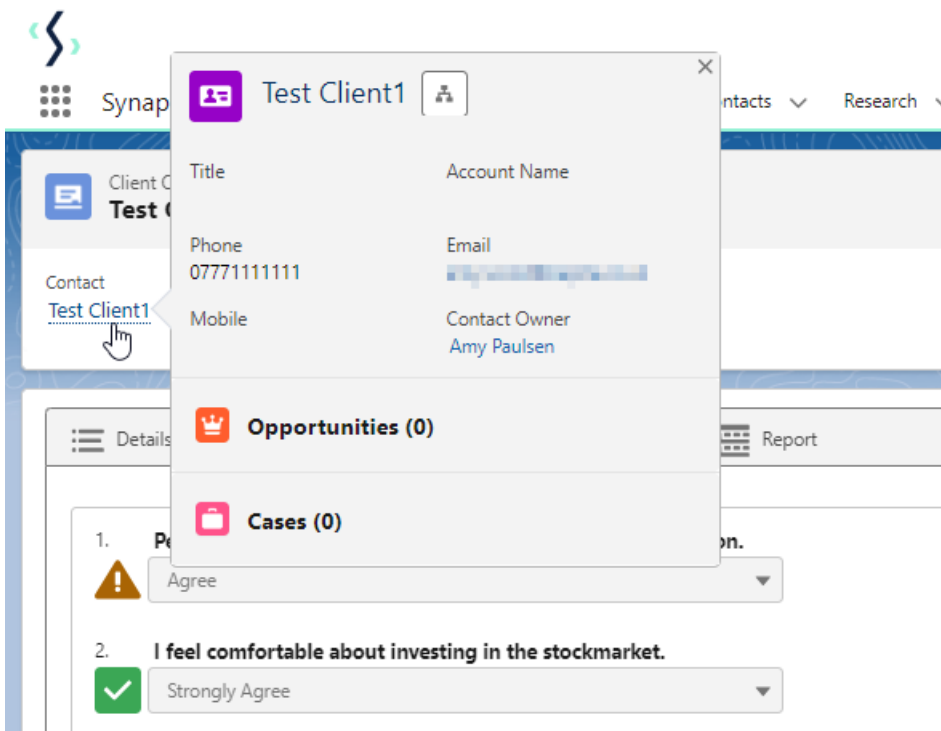 Synap
ntacts
Research
Test Client1
Client C
Test C
Title
Account Name
Phone
Email
07771111111
Contact
Test Client1
Mobile
Contact Owner
Amy Paulsen
Opportunities (0)
Details
Report
Cases (0)
1.
Pe
on.
Agree
2.
I feel comfortable about investing in the stockmarket.
Strongly Agree